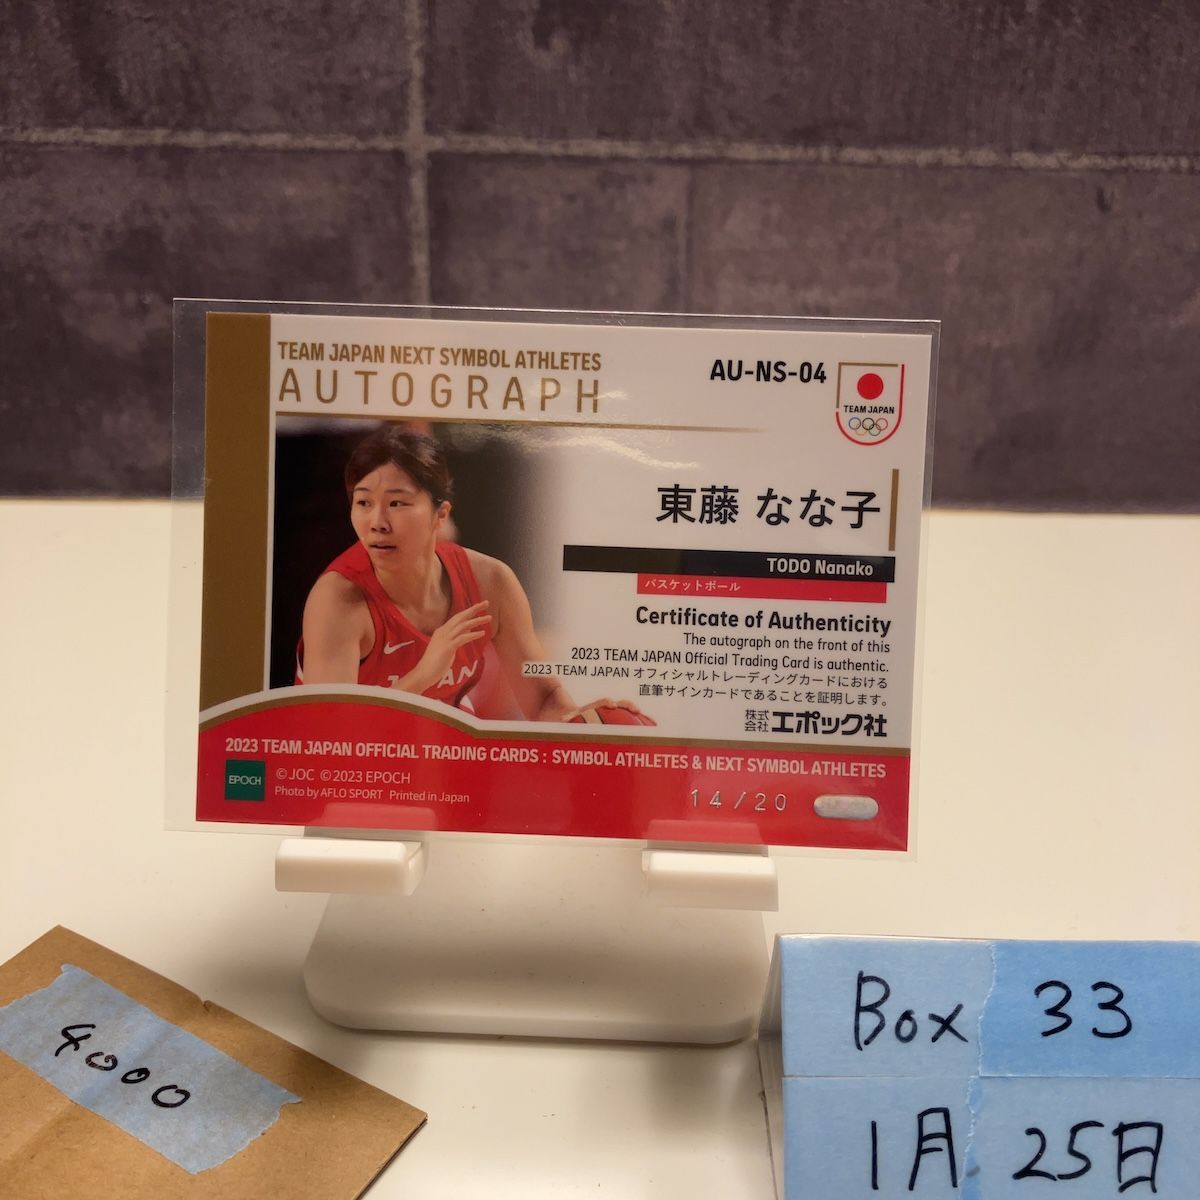 TEAM JAPAN NEXT SYMBOL ATHLETES
AUTOGRAPH
AU-NS-04
TEAM JAPAN
東藤 なな子
TODO Nanako
バスケットボール
Certificate of Authenticity
The autograph on the front of this
2023 TEAM JAPAN Official Trading Card is authentic.
2023 TEAM JAPAN オフィシャルトレーディングカードにおける
直筆サインカードであることを証明します。
株式会社 エポック社
JAPAN
2023 TEAM JAPAN OFFICIAL TRADING CARDS : SYMBOL ATHLETES & NEXT SYMBOL ATHLETES
EPOCH
©JOC ©2023 EPOCH
Photo by AFLO SPORT Printed in Japan
14/20
4000
Box 33
1月 25日